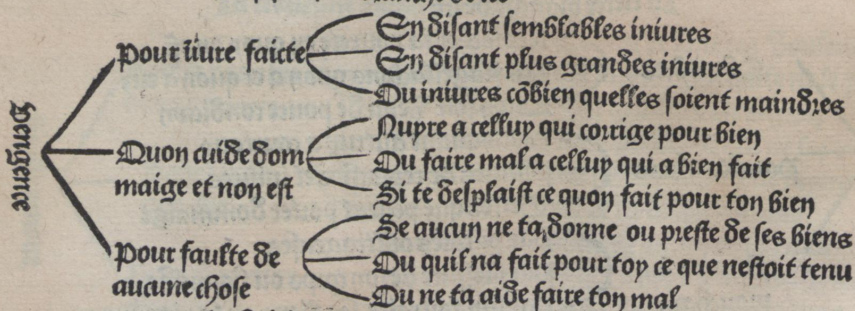 Vengence
Pour iiure faicte
En disant semblables iniures
En disant plus grandes iniures
Ou iniures cõbien quelles soient maindres
Quon cuide dom
maige et non est
Nuyre a celluy qui corrige pour bien
Ou faire mal a celluy qui a bien fait
Si te desplaist ce quon fait pour ton bien
Pour faulte de
aucune chose
Se aucun ne ta donne ou preste de ses biens
Ou quil na fait pour toy ce que nestoit tenu
Ou ne ta aide faire ton mal